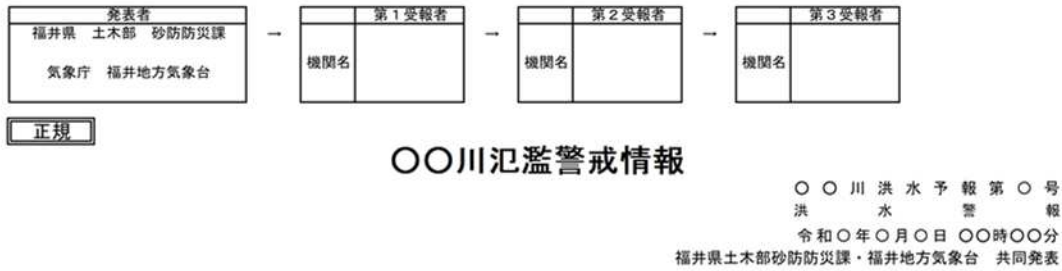 発表者
福井県 土木部 砂防防災課
気象庁 福井地方気象台
→
第1受報者
機関名
→
第2受報者
機関名
→
第3受報者
機関名
正規
〇〇川氾濫警戒情報
〇〇川洪水予報第〇号
洪水警報
令和〇年〇月〇日 〇〇時〇〇分
福井県土木部砂防防災課・福井地方気象台 共同発表